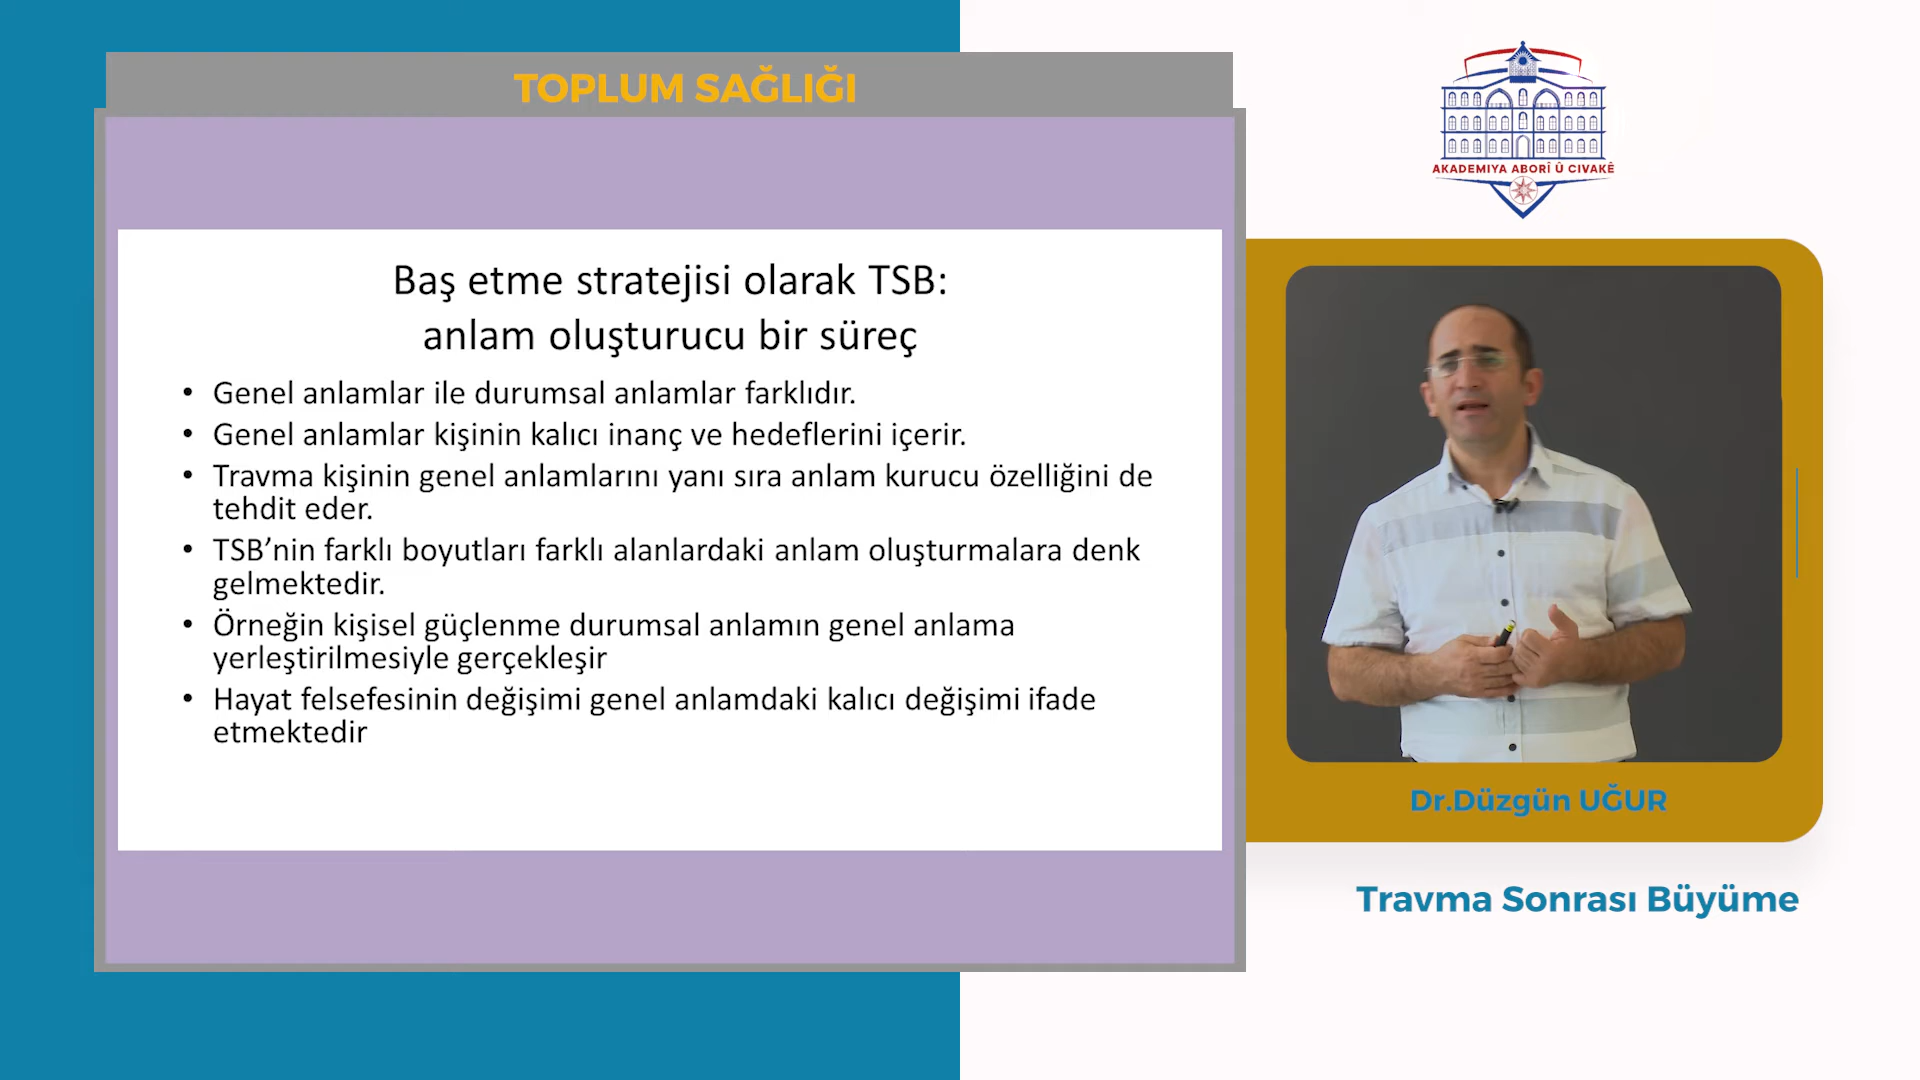 TOPLUM SAĞLIĞI
AKADEMIYA ABORÎ Û CIVAKÊ
Baş etme stratejisi olarak TSB:
anlam oluşturucu bir süreç
• Genel anlamlar ile durumsal anlamlar farklıdır.
• Genel anlamlar kişinin kalıcı inanç ve hedeflerini içerir.
• Travma kişinin genel anlamlarını yanı sıra anlam kurucu özelliğini de
tehdit eder.
• TSB’nin farklı boyutları farklı alanlardaki anlam oluşturmalara denk
gelmektedir.
• Örneğin kişisel güçlenme durumsal anlamın genel anlama
yerleştirilmesiyle gerçekleşir
• Hayat felsefesinin değişimi genel anlamdaki kalıcı değişimi ifade
etmektedir
Dr.Düzgün UĞUR
Travma Sonrası Büyüme